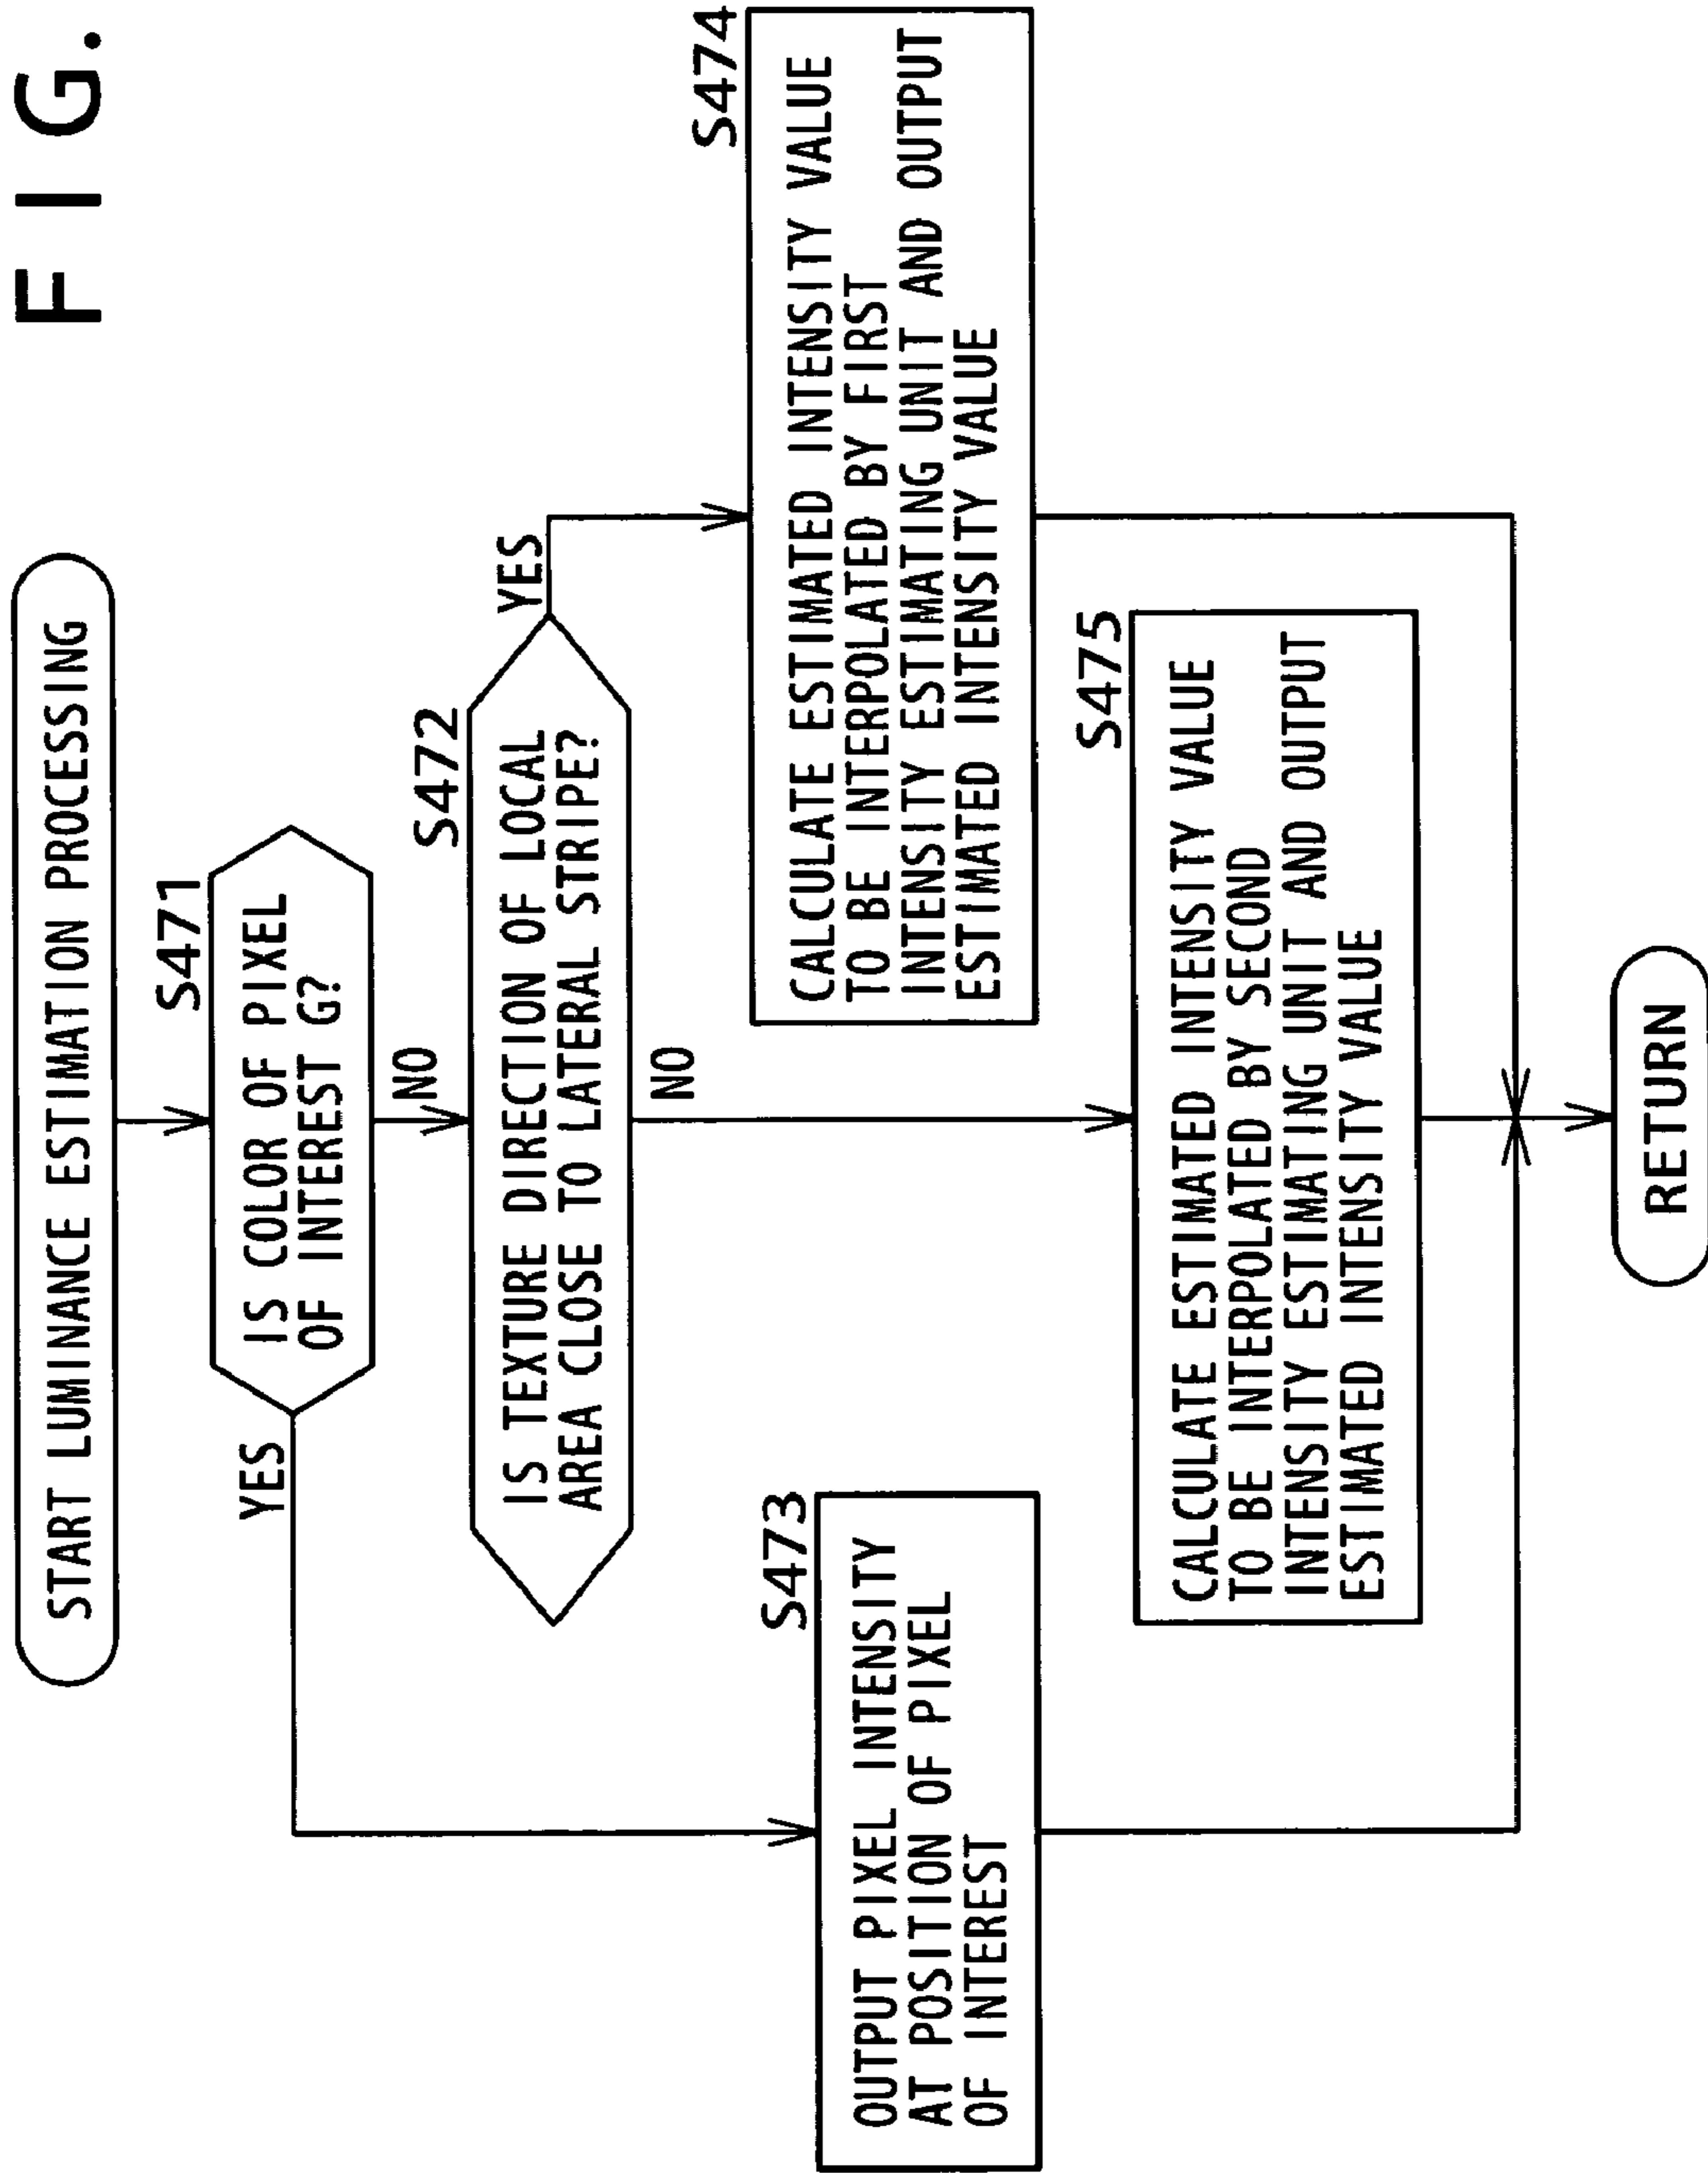 FIG.
START LUMINANCE ESTIMATION PROCESSING
S471
IS COLOR OF PIXEL
OF INTEREST G?
YES
NO
S472
IS TEXTURE DIRECTION OF LOCAL
AREA CLOSE TO LATERAL STRIPE?
YES
NO
S473
OUTPUT PIXEL INTENSITY
AT POSITION OF PIXEL
OF INTEREST
S474
CALCULATE ESTIMATED INTENSITY VALUE
TO BE INTERPOLATED BY FIRST
INTENSITY ESTIMATING UNIT AND OUTPUT
ESTIMATED INTENSITY VALUE
S475
CALCULATE ESTIMATED INTENSITY VALUE
TO BE INTERPOLATED BY SECOND
INTENSITY ESTIMATING UNIT AND OUTPUT
ESTIMATED INTENSITY VALUE
RETURN